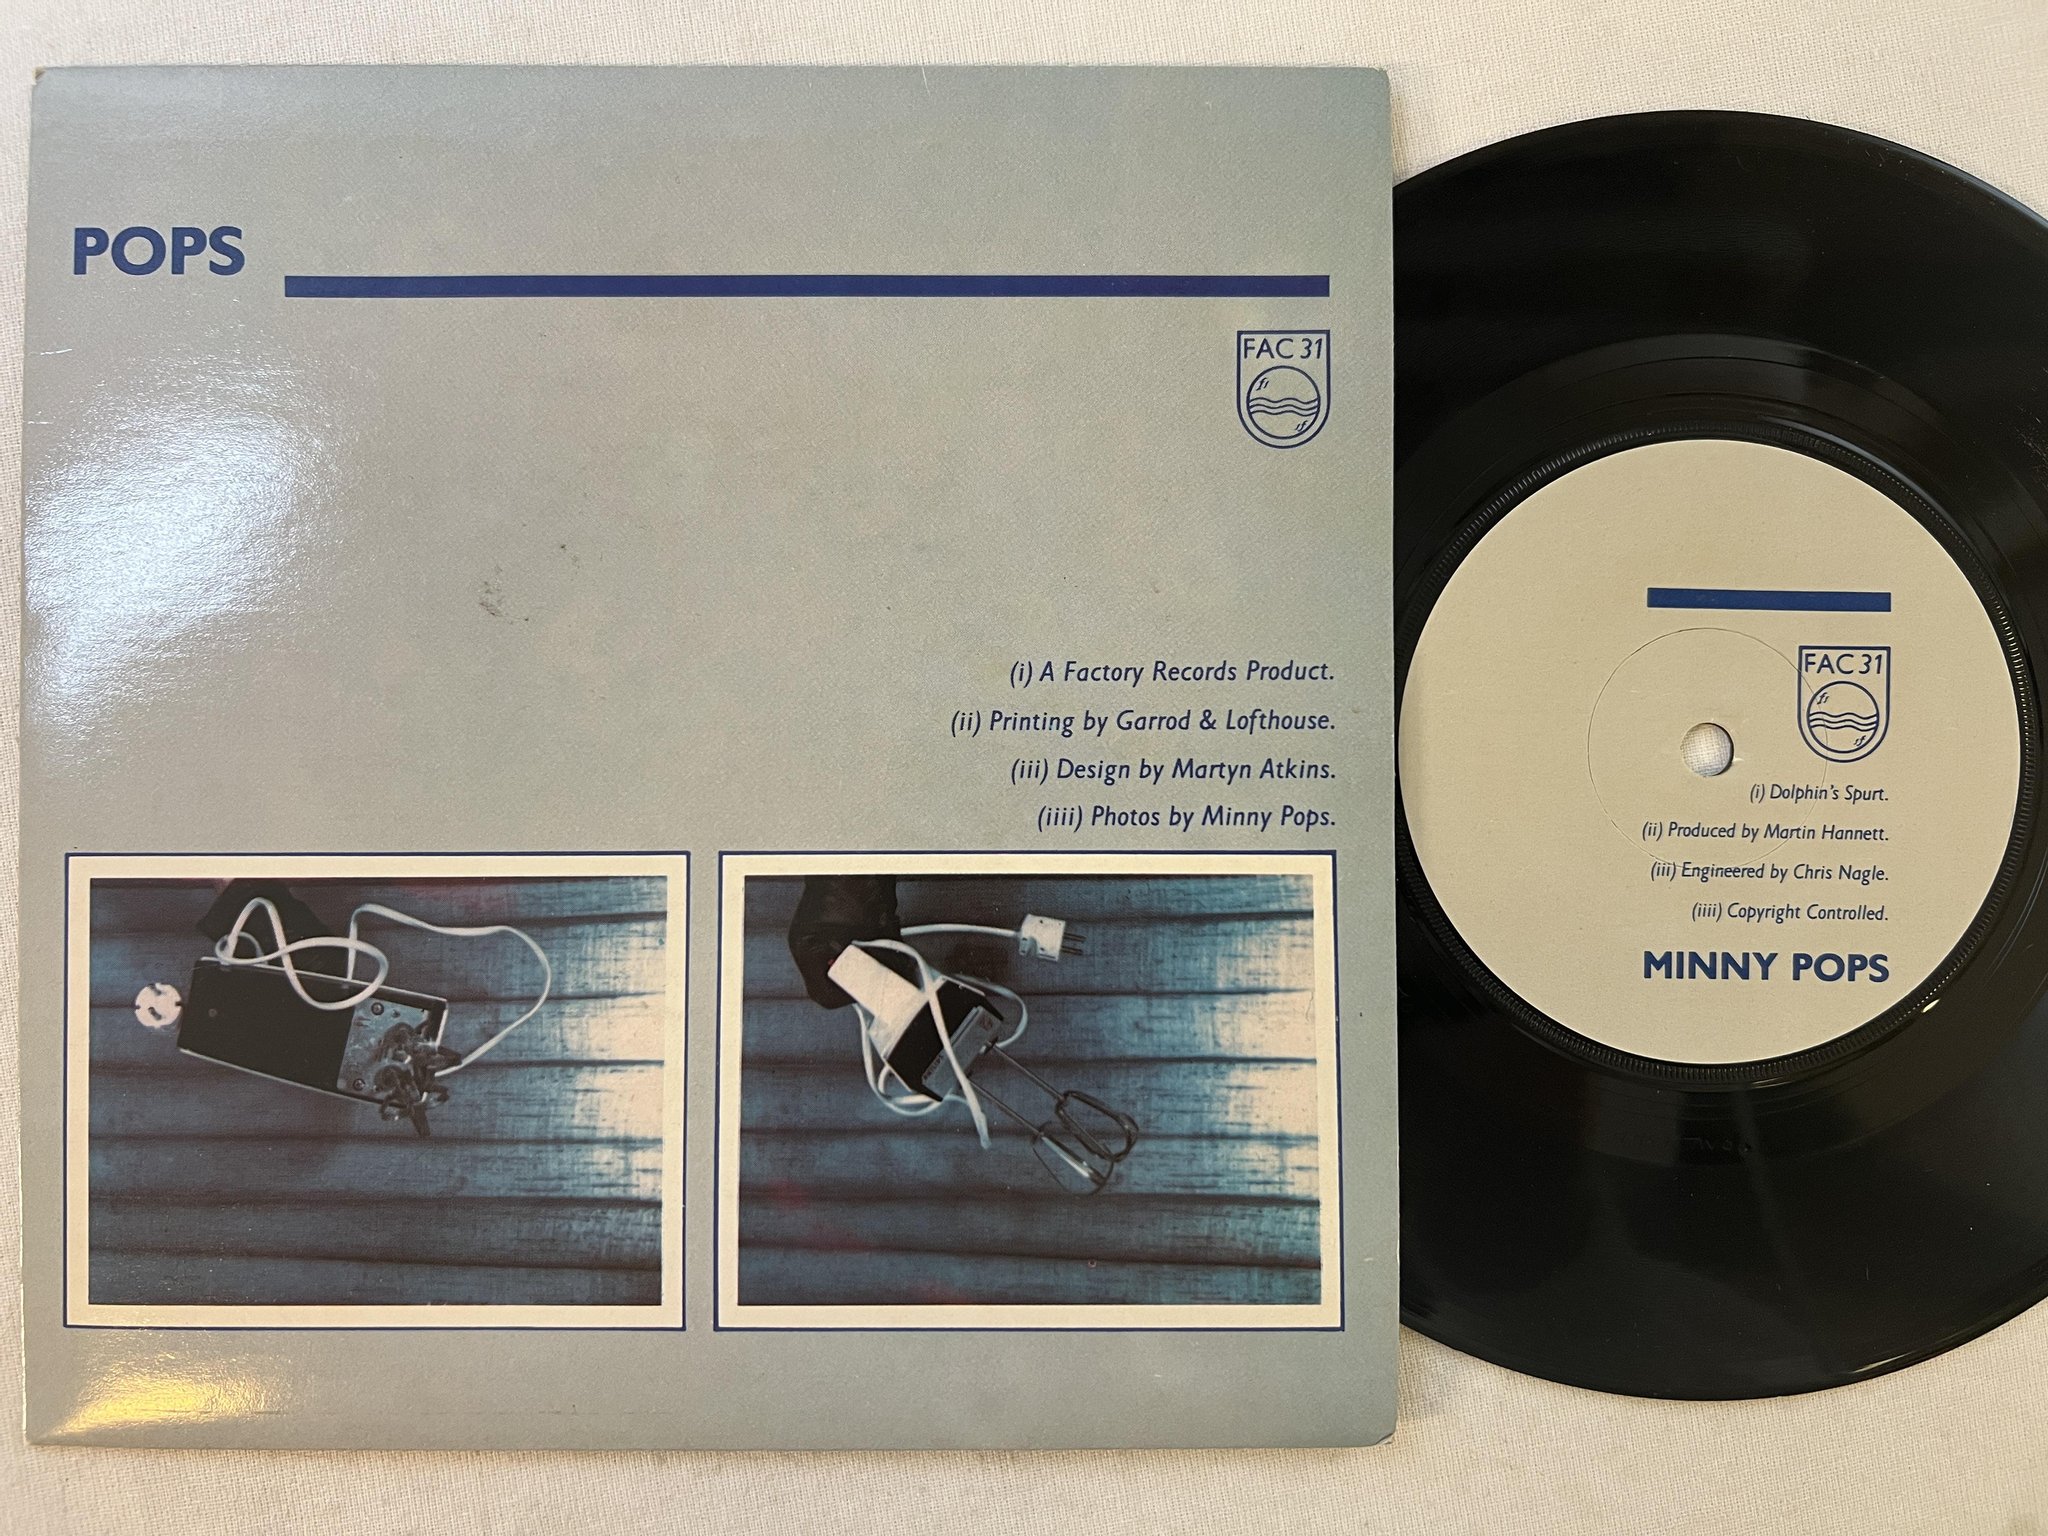 POPS
FAC 31
(i) A Factory Records Product.
(ii) Printing by Garrod & Lofthouse.
(iii) Design by Martyn Atkins.
(iiii) Photos by Minny Pops.
FAC 31
(i) Dolphin's Spurt.
(ii) Produced by Martin Hannett.
(iii) Engineered by Chris Nagle.
(iiii) Copyright Controlled.
MINNY POPS